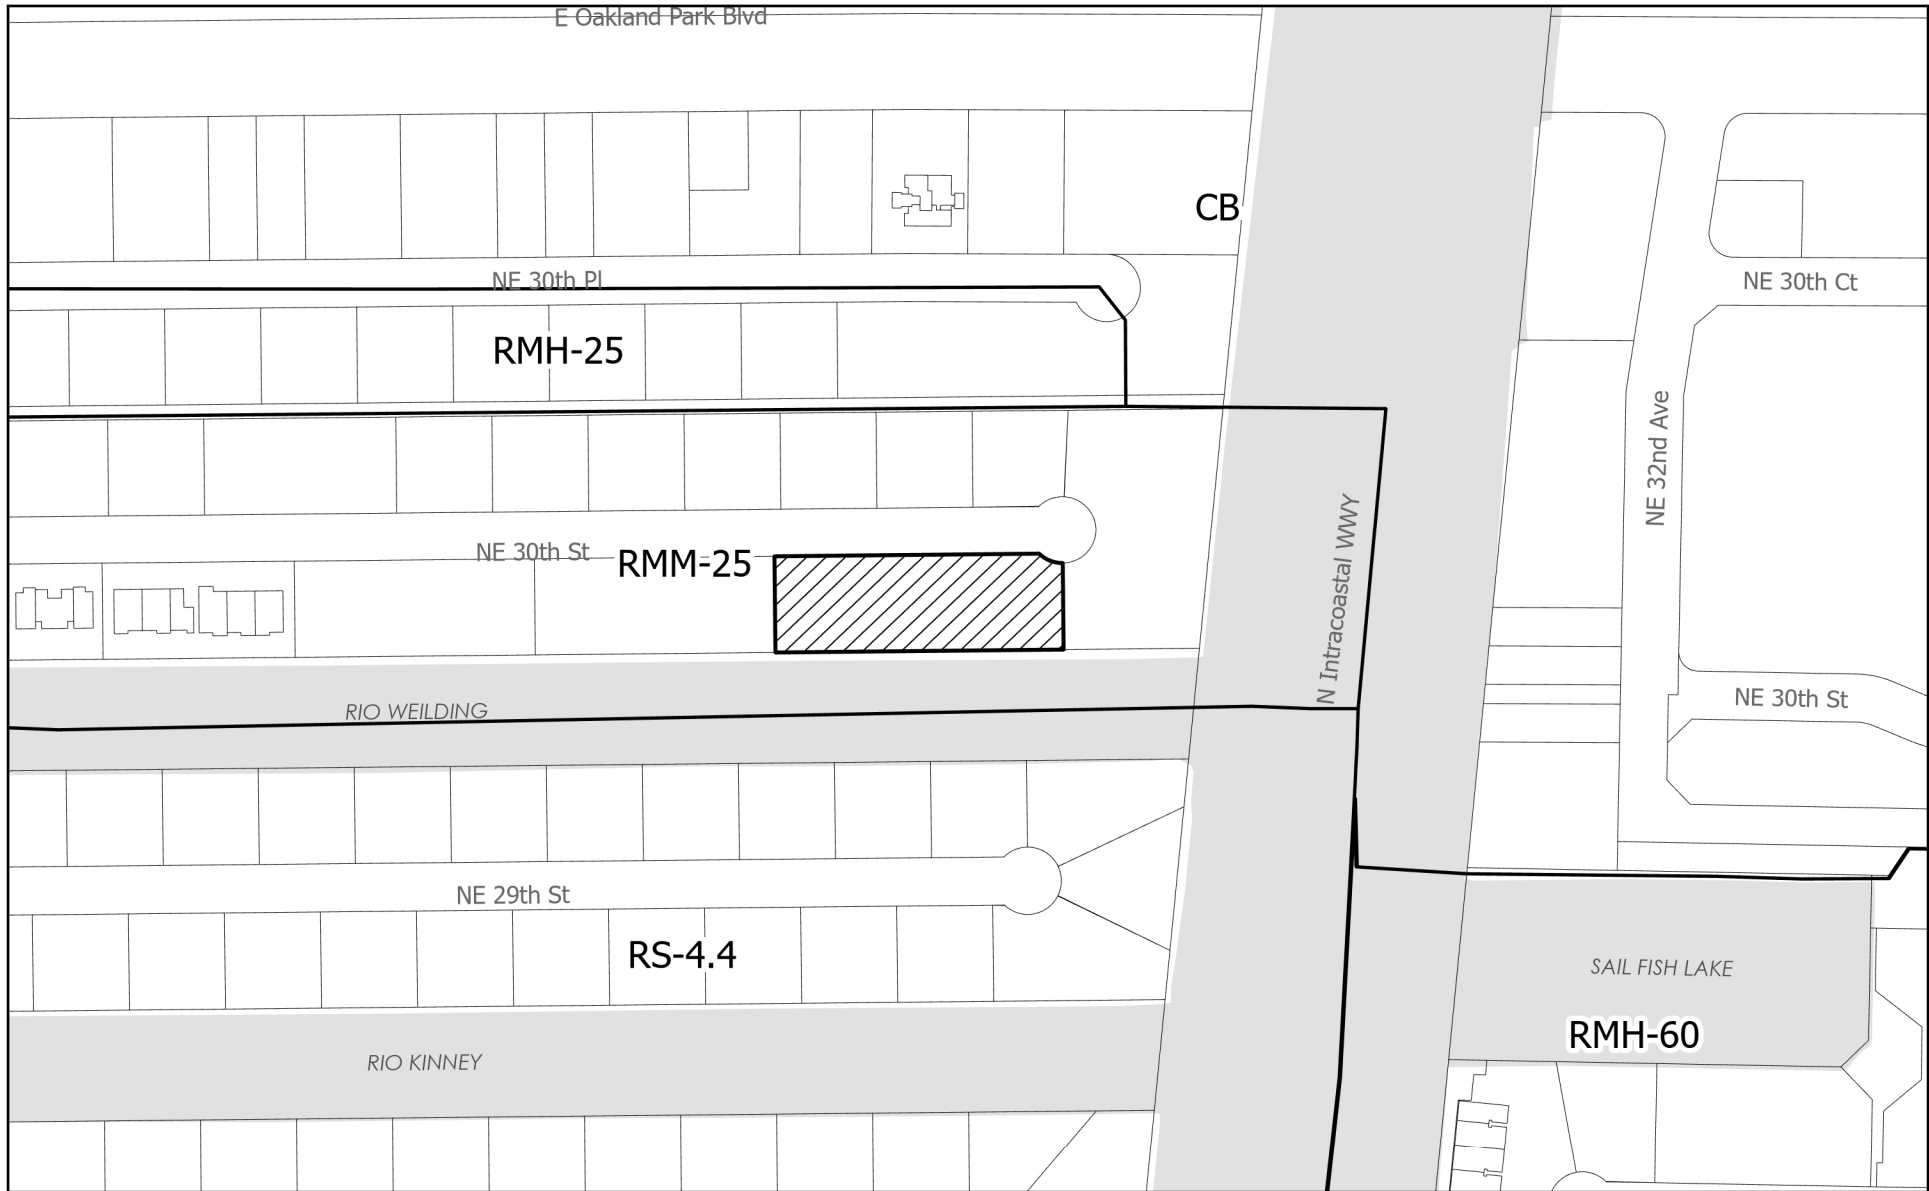 E Oakland Park Blvd
CB
NE 30th Pl
NE 30th Ct
RMH-25
NE 32nd Ave
N Intracoastal WWY
NE 30th St
RMM-25
NE 30th St
RIO WEILDING
NE 29th St
RS-4.4
SAIL FISH LAKE
RMH-60
RIO KINNEY